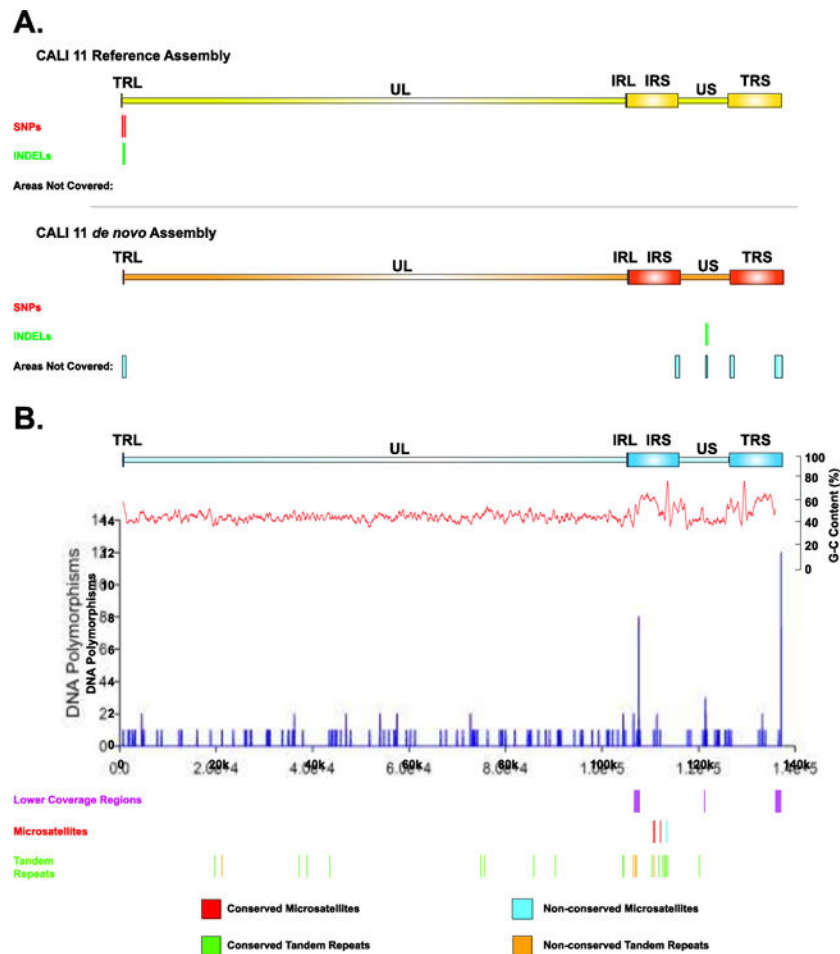 A.
CALI 11 Reference Assembly
TRL UL IRL IRS US TRS
SNPs
INDELs
Areas Not Covered:
CALI 11 de novo Assembly
TRL UL IRL IRS US TRS
SNPs
INDELs
Areas Not Covered:
B.
TRL UL IRL IRS US TRS
100
80
60
40
20
0
G-C Content (%)
DNA Polymorphisms
DNA Polymorphisms
14
12
10
8
6
4
2
0
0 20k 40k 60k 80k 100k 120k 140k
Lower Coverage Regions
Microsatellites
Tandem
Repeats
Conserved Microsatellites Non-conserved Microsatellites
Conserved Tandem Repeats Non-conserved Tandem Repeats